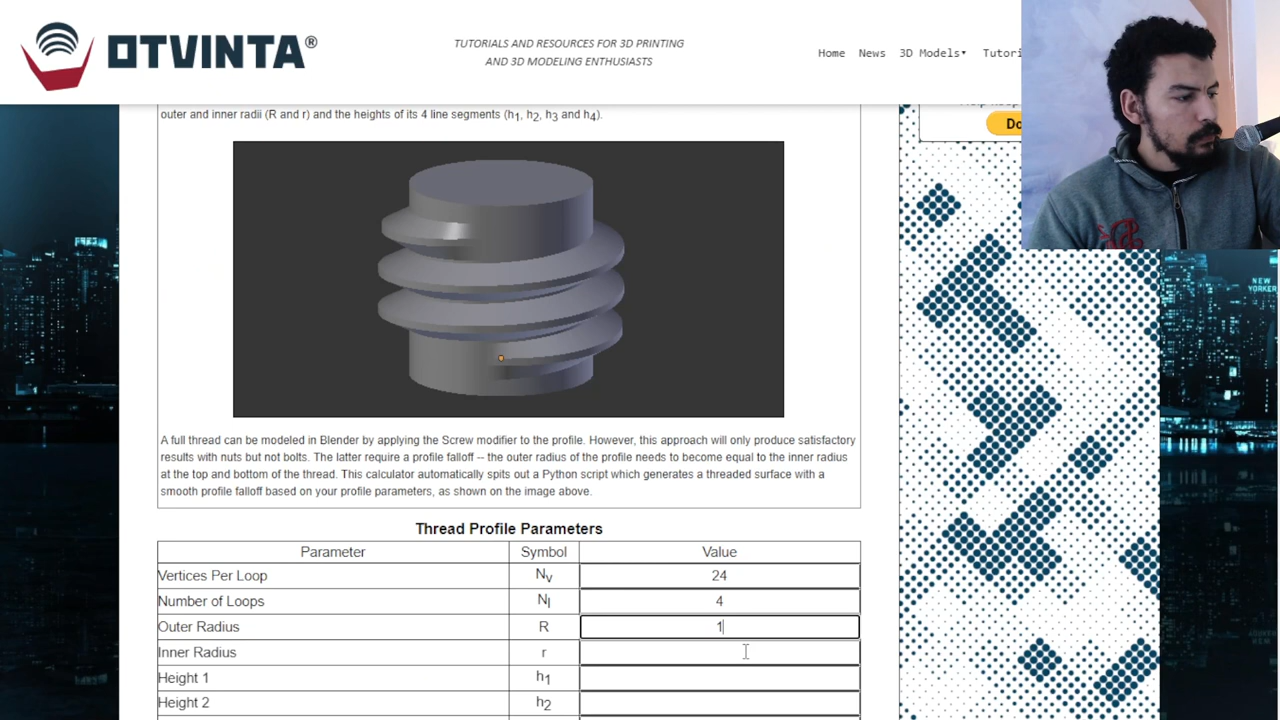 OTVINTA®
TUTORIALS AND RESOURCES FOR 3D PRINTING
AND 3D MODELING ENTHUSIASTS
Home News 3D Models▾ Tutori
outer and inner radii (R and r) and the heights of its 4 line segments (h1, h2, h3 and h4).
Do
NEW
YORKER
A full thread can be modeled in Blender by applying the Screw modifier to the profile. However, this approach will only produce satisfactory
results with nuts but not bolts. The latter require a profile falloff -- the outer radius of the profile needs to become equal to the inner radius
at the top and bottom of the thread. This calculator automatically spits out a Python script which generates a threaded surface with a
smooth profile falloff based on your profile parameters, as shown on the image above.
Thread Profile Parameters
Parameter Symbol Value
Vertices Per Loop Nv 24
Number of Loops Nl 4
Outer Radius R 1
Inner Radius r
Height 1 h1
Height 2 h2